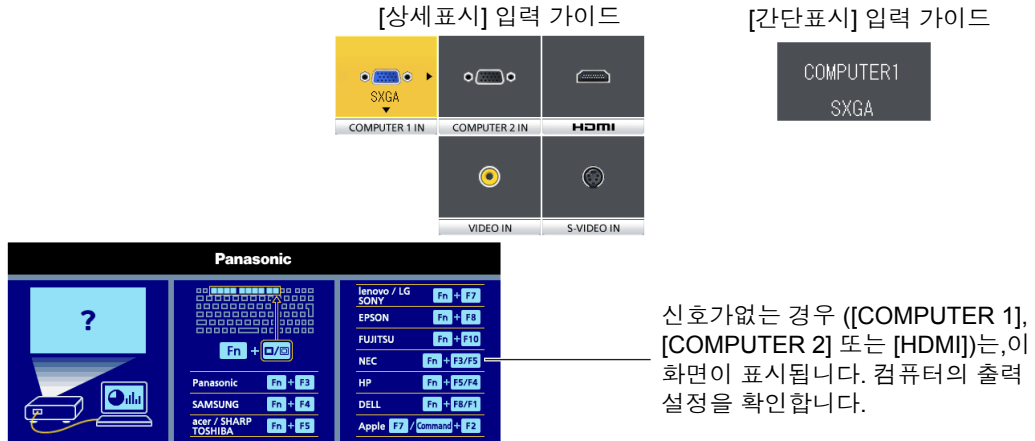 [상세표시] 입력 가이드
[간단표시] 입력 가이드
SXGA
COMPUTER 1 IN
COMPUTER 2 IN
HDMI
VIDEO IN
S-VIDEO IN
COMPUTER1
SXGA
Panasonic
?
Fn +
Panasonic Fn + F3
SAMSUNG Fn + F4
acer / SHARP
TOSHIBA Fn + F5
lenovo / LG
SONY Fn + F7
EPSON Fn + F8
FUJITSU Fn + F10
NEC Fn + F3/F5
HP Fn + F5/F4
DELL Fn + F8/F1
Apple F7 / Command + F2
신호가없는 경우 ([COMPUTER 1],
[COMPUTER 2] 또는 [HDMI])는,이
화면이 표시됩니다. 컴퓨터의 출력
설정을 확인합니다.